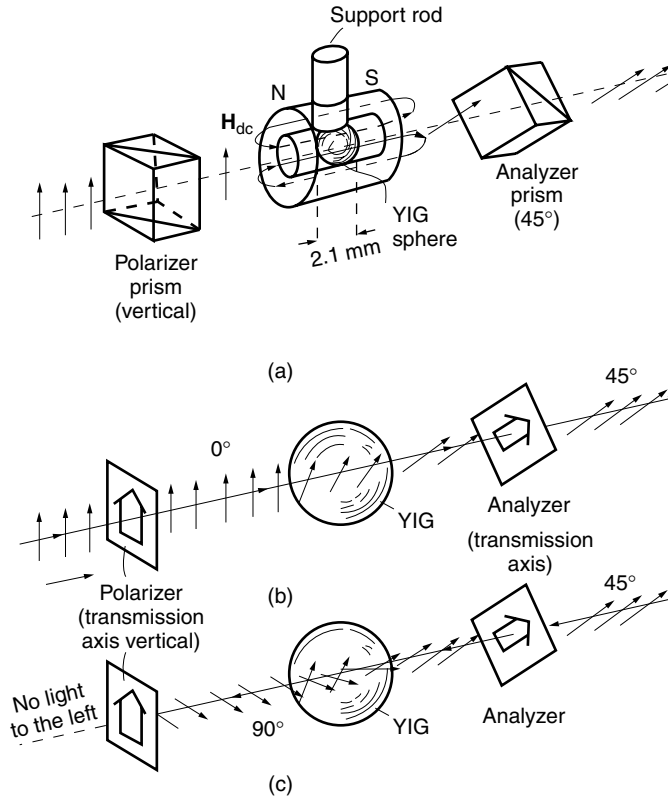 Support rod
N
S
H_dc
Polarizer
prism
(vertical)
2.1 mm
YIG
sphere
Analyzer
prism
(45°)
(a)
0°
45°
YIG
Analyzer
(transmission
axis)
Polarizer
(transmission
axis vertical)
(b)
45°
No light
to the left
90°
YIG
Analyzer
(c)